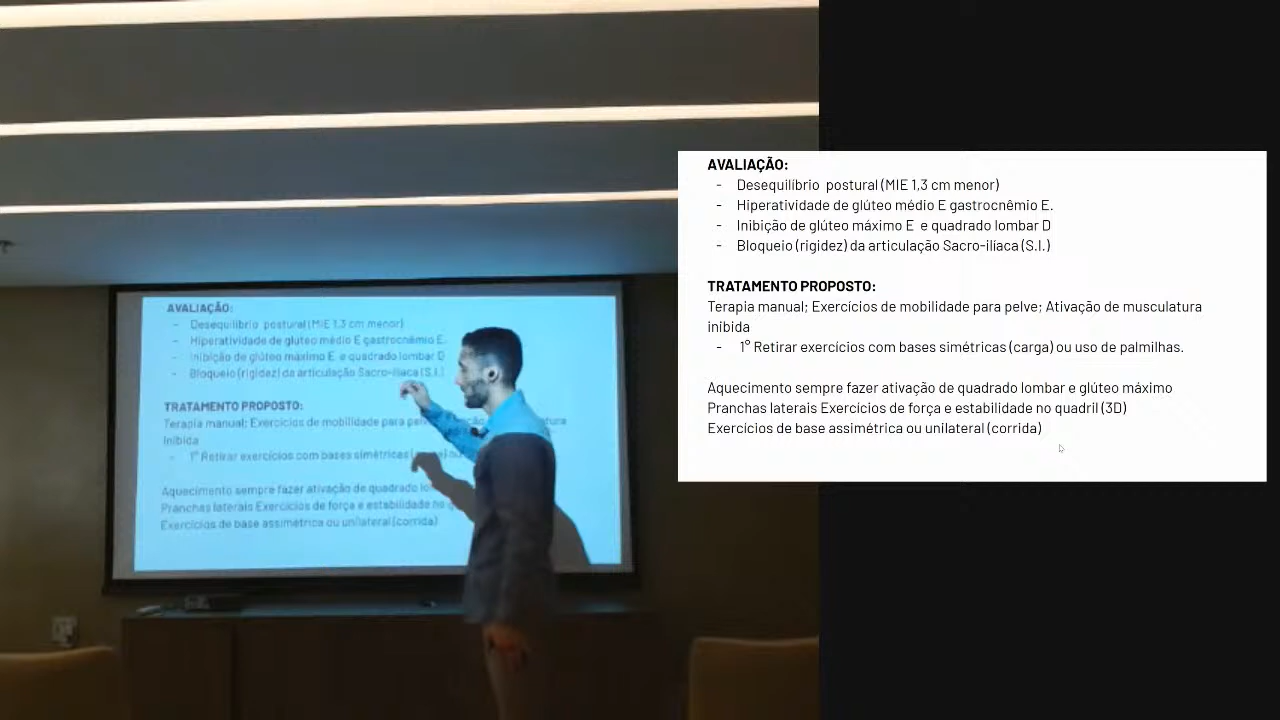 AVALIAÇÃO:
- Desequilíbrio postural (MIE 1,3 cm menor)
- Hiperatividade de glúteo médio E gastrocnêmio E.
- Inibição de glúteo máximo E e quadrado lombar D
- Bloqueio (rigidez) da articulação Sacro-ilíaca (S.I.)
TRATAMENTO PROPOSTO:
Terapia manual; Exercícios de mobilidade para pelve; Ativação de musculatura
inibida
- 1° Retirar exercícios com bases simétricas (carga) ou uso de palmilhas.
Aquecimento sempre fazer ativação de quadrado lombar e glúteo máximo
Pranchas laterais Exercícios de força e estabilidade no quadril (3D)
Exercícios de base assimétrica ou unilateral (corrida)
AVALIAÇÃO:
- Desequilíbrio postural (MIE 1,3 cm menor)
- Hiperatividade de glúteo médio E gastrocnêmio E.
- Inibição de glúteo máximo E e quadrado lombar D
- Bloqueio (rigidez) da articulação Sacro-ilíaca (S.I.)
TRATAMENTO PROPOSTO:
Terapia manual; Exercícios de mobilidade para
inibida
- 1° Retirar exercícios com bases simétricas
Aquecimento sempre fazer ativação de quadrado
Pranchas laterais Exercícios de força e estabilidade no
Exercícios de base assimétrica ou unilateral (corrida)